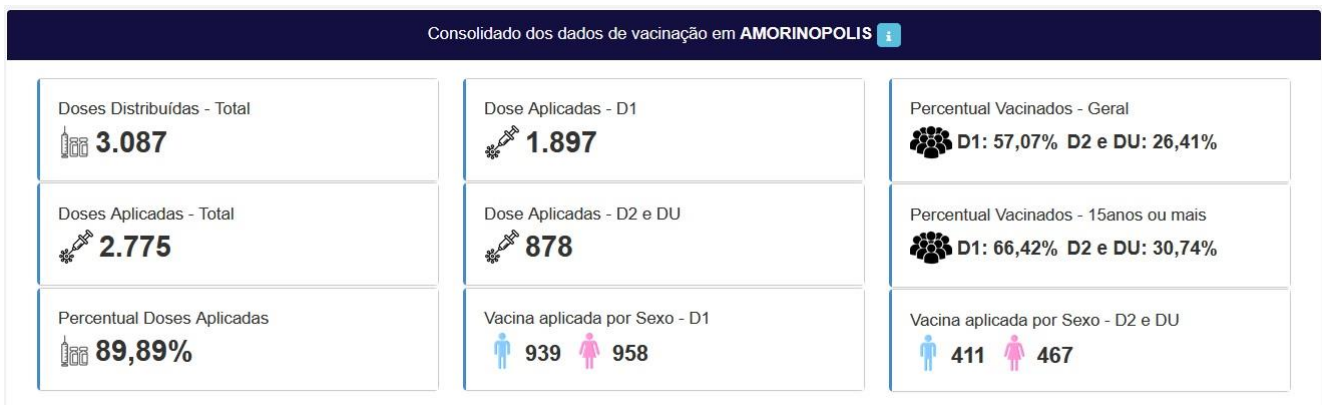 Consolidado dos dados de vacinação em AMORINOPOLIS i
Doses Distribuídas - Total
3.087
Dose Aplicadas - D1
1.897
Percentual Vacinados - Geral
D1: 57,07% D2 e DU: 26,41%
Doses Aplicadas - Total
2.775
Dose Aplicadas - D2 e DU
878
Percentual Vacinados - 15anos ou mais
D1: 66,42% D2 e DU: 30,74%
Percentual Doses Aplicadas
89,89%
Vacina aplicada por Sexo - D1
939 958
Vacina aplicada por Sexo - D2 e DU
411 467